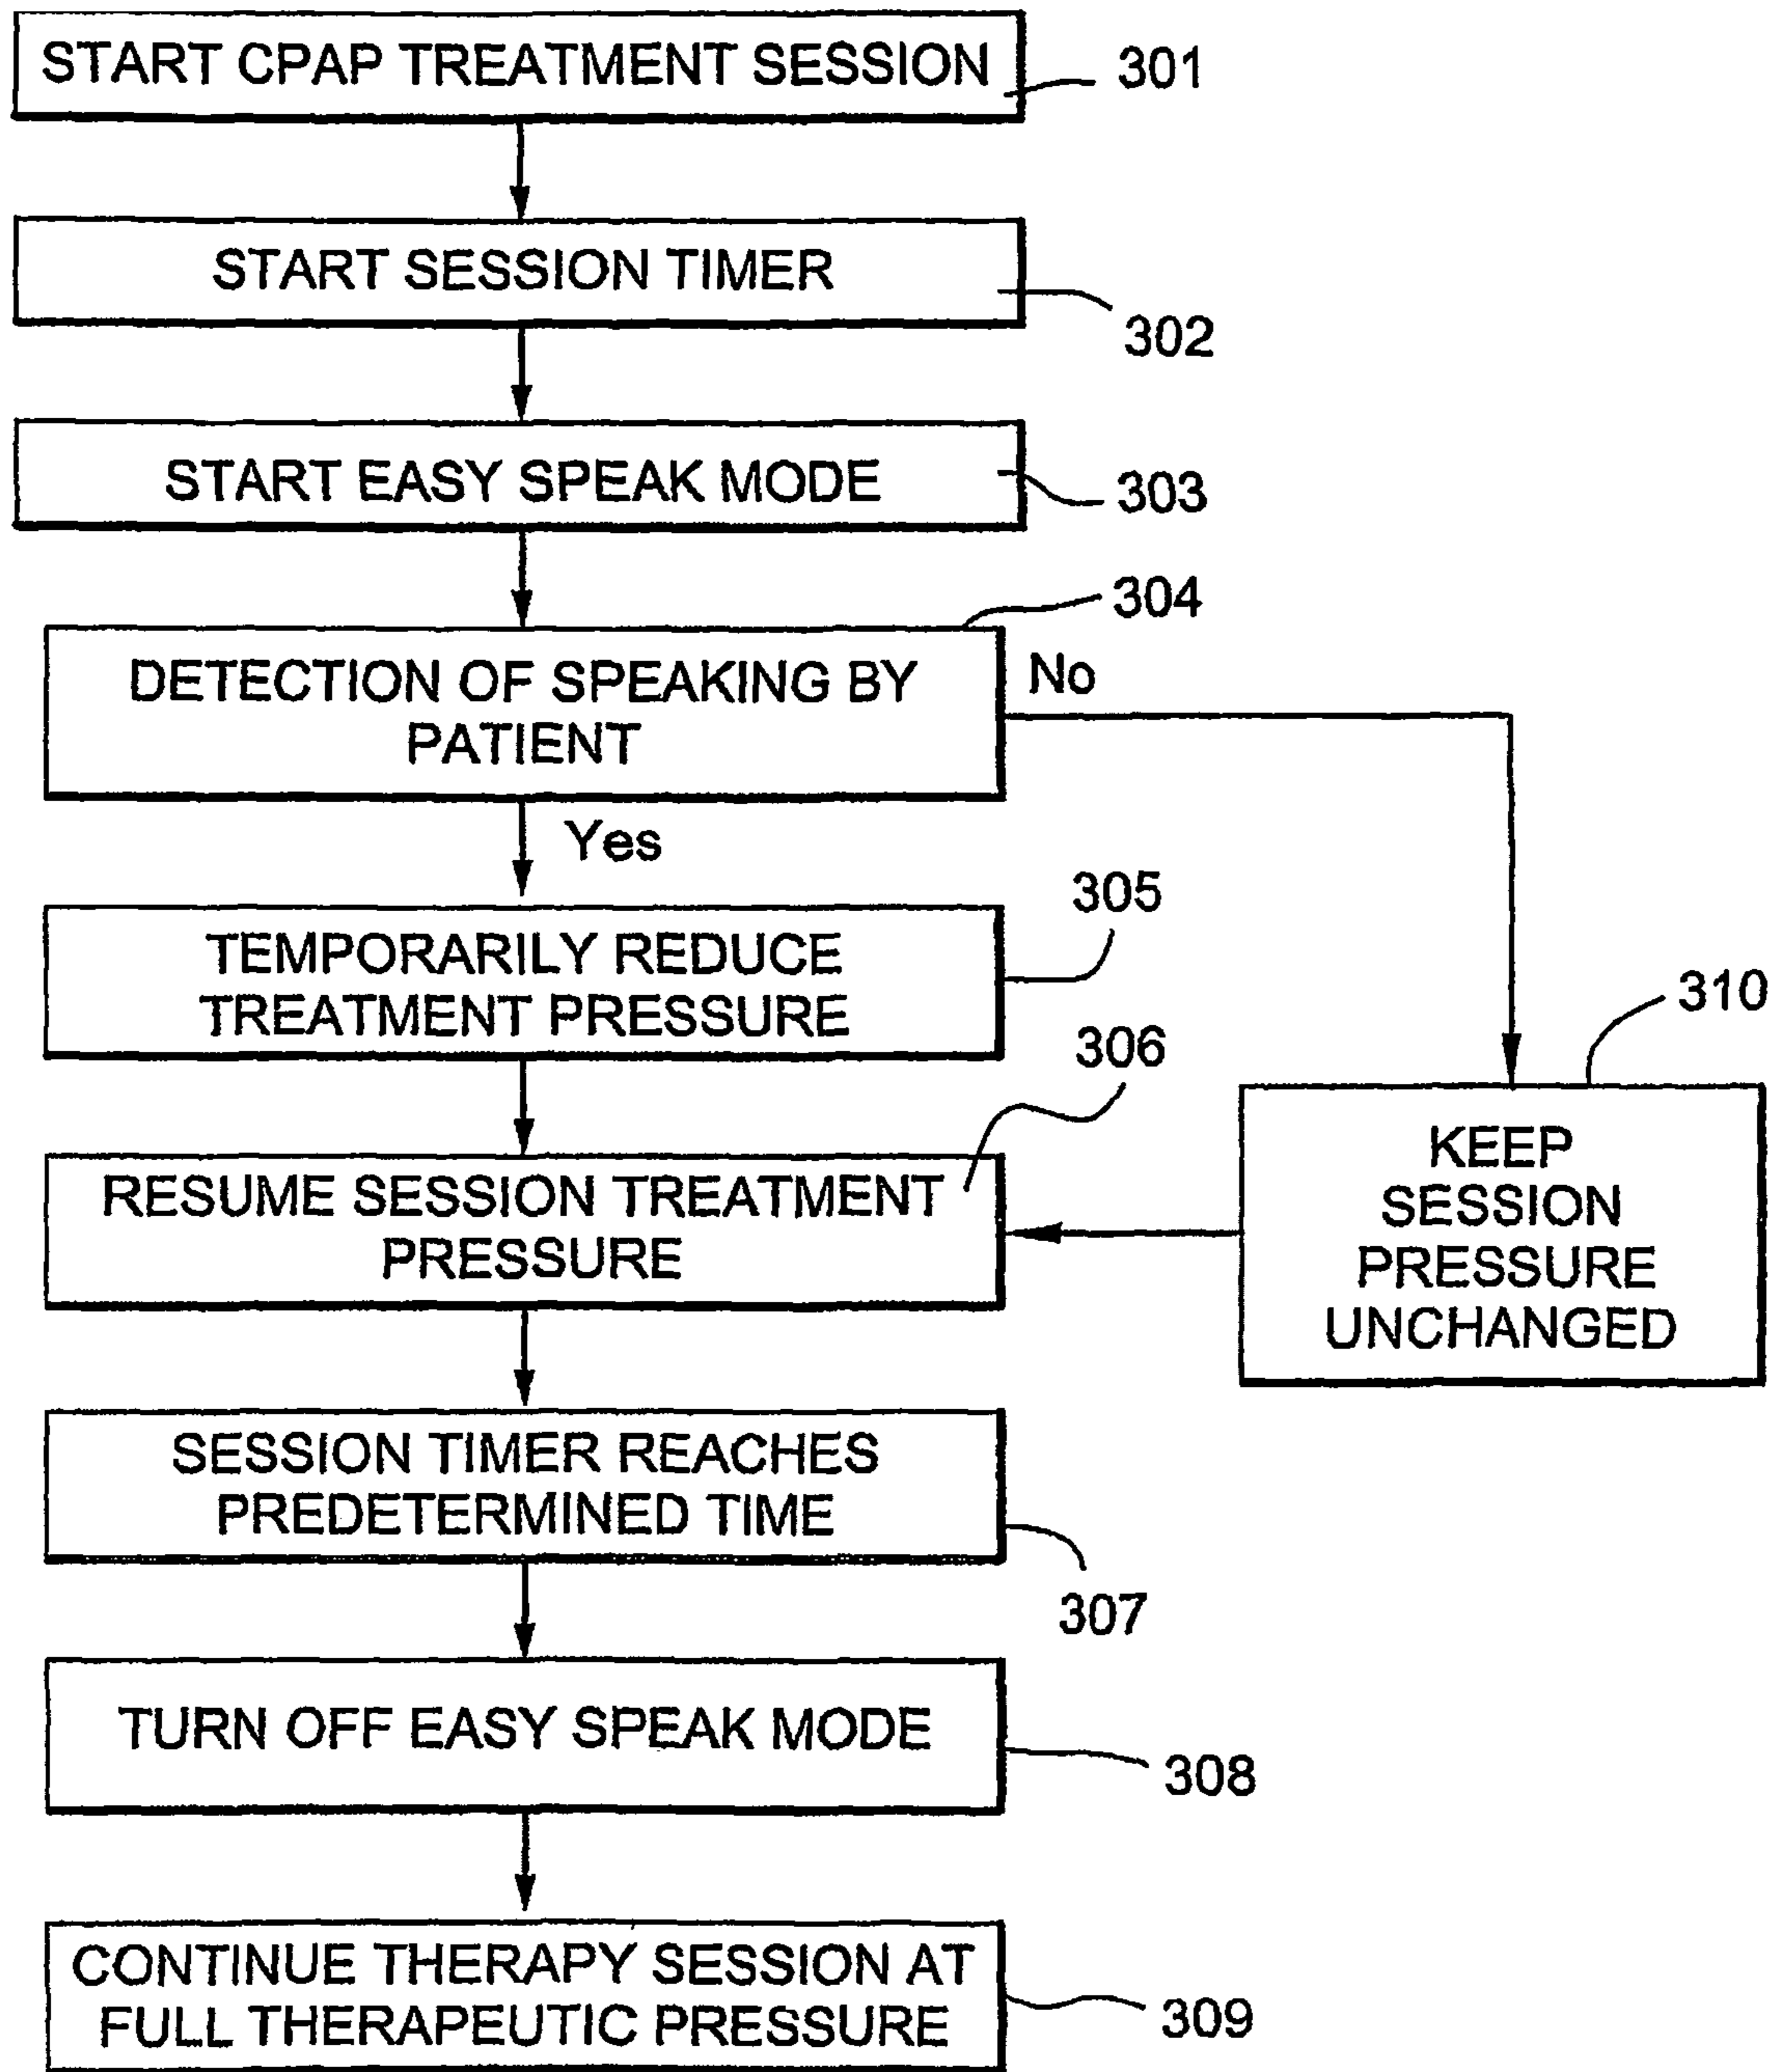 START CPAP TREATMENT SESSION
301
START SESSION TIMER
302
START EASY SPEAK MODE
303
304
DETECTION OF SPEAKING BY
PATIENT
No
Yes
305
TEMPORARILY REDUCE
TREATMENT PRESSURE
306
310
RESUME SESSION TREATMENT
PRESSURE
KEEP
SESSION
PRESSURE
UNCHANGED
SESSION TIMER REACHES
PREDETERMINED TIME
307
TURN OFF EASY SPEAK MODE
308
CONTINUE THERAPY SESSION AT
FULL THERAPEUTIC PRESSURE
309